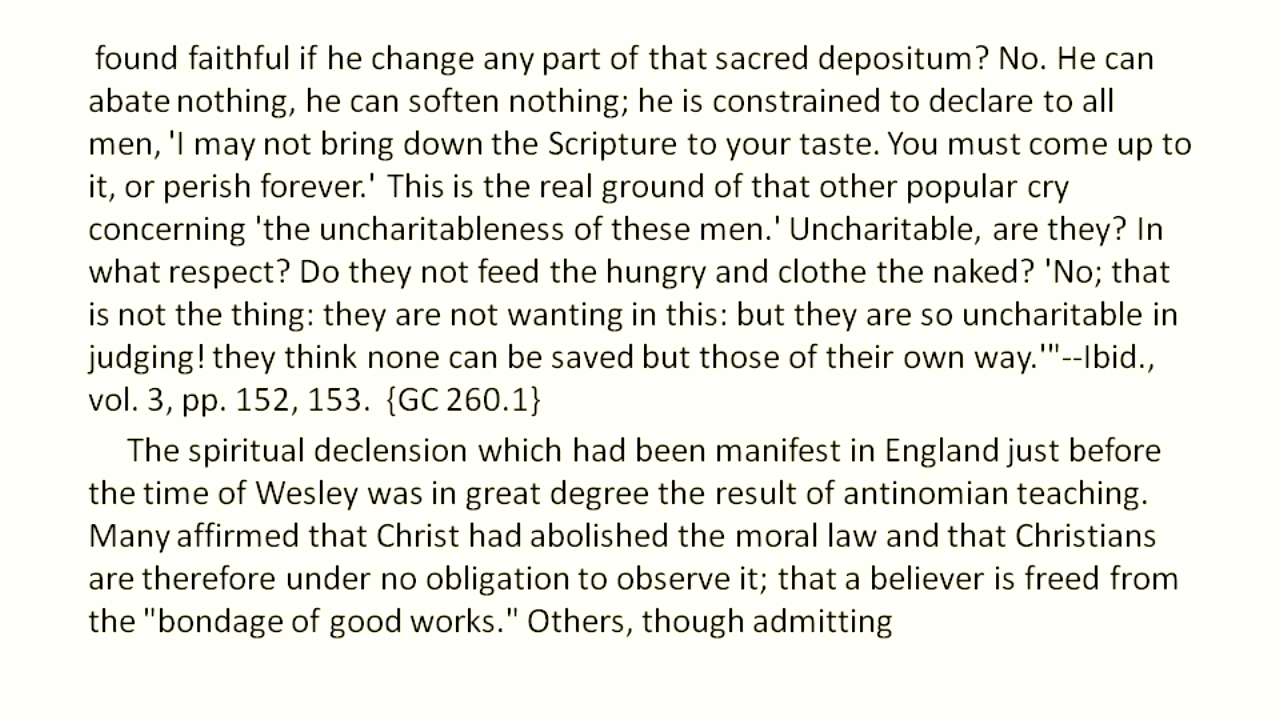 found faithful if he change any part of that sacred depositum? No. He can
abate nothing, he can soften nothing; he is constrained to declare to all
men, 'I may not bring down the Scripture to your taste. You must come up to
it, or perish forever.' This is the real ground of that other popular cry
concerning 'the uncharitableness of these men.' Uncharitable, are they? In
what respect? Do they not feed the hungry and clothe the naked? 'No; that
is not the thing: they are not wanting in this: but they are so uncharitable in
judging! they think none can be saved but those of their own way.'"--Ibid.,
vol. 3, pp. 152, 153. {GC 260.1}
The spiritual declension which had been manifest in England just before
the time of Wesley was in great degree the result of antinomian teaching.
Many affirmed that Christ had abolished the moral law and that Christians
are therefore under no obligation to observe it; that a believer is freed from
the "bondage of good works." Others, though admitting